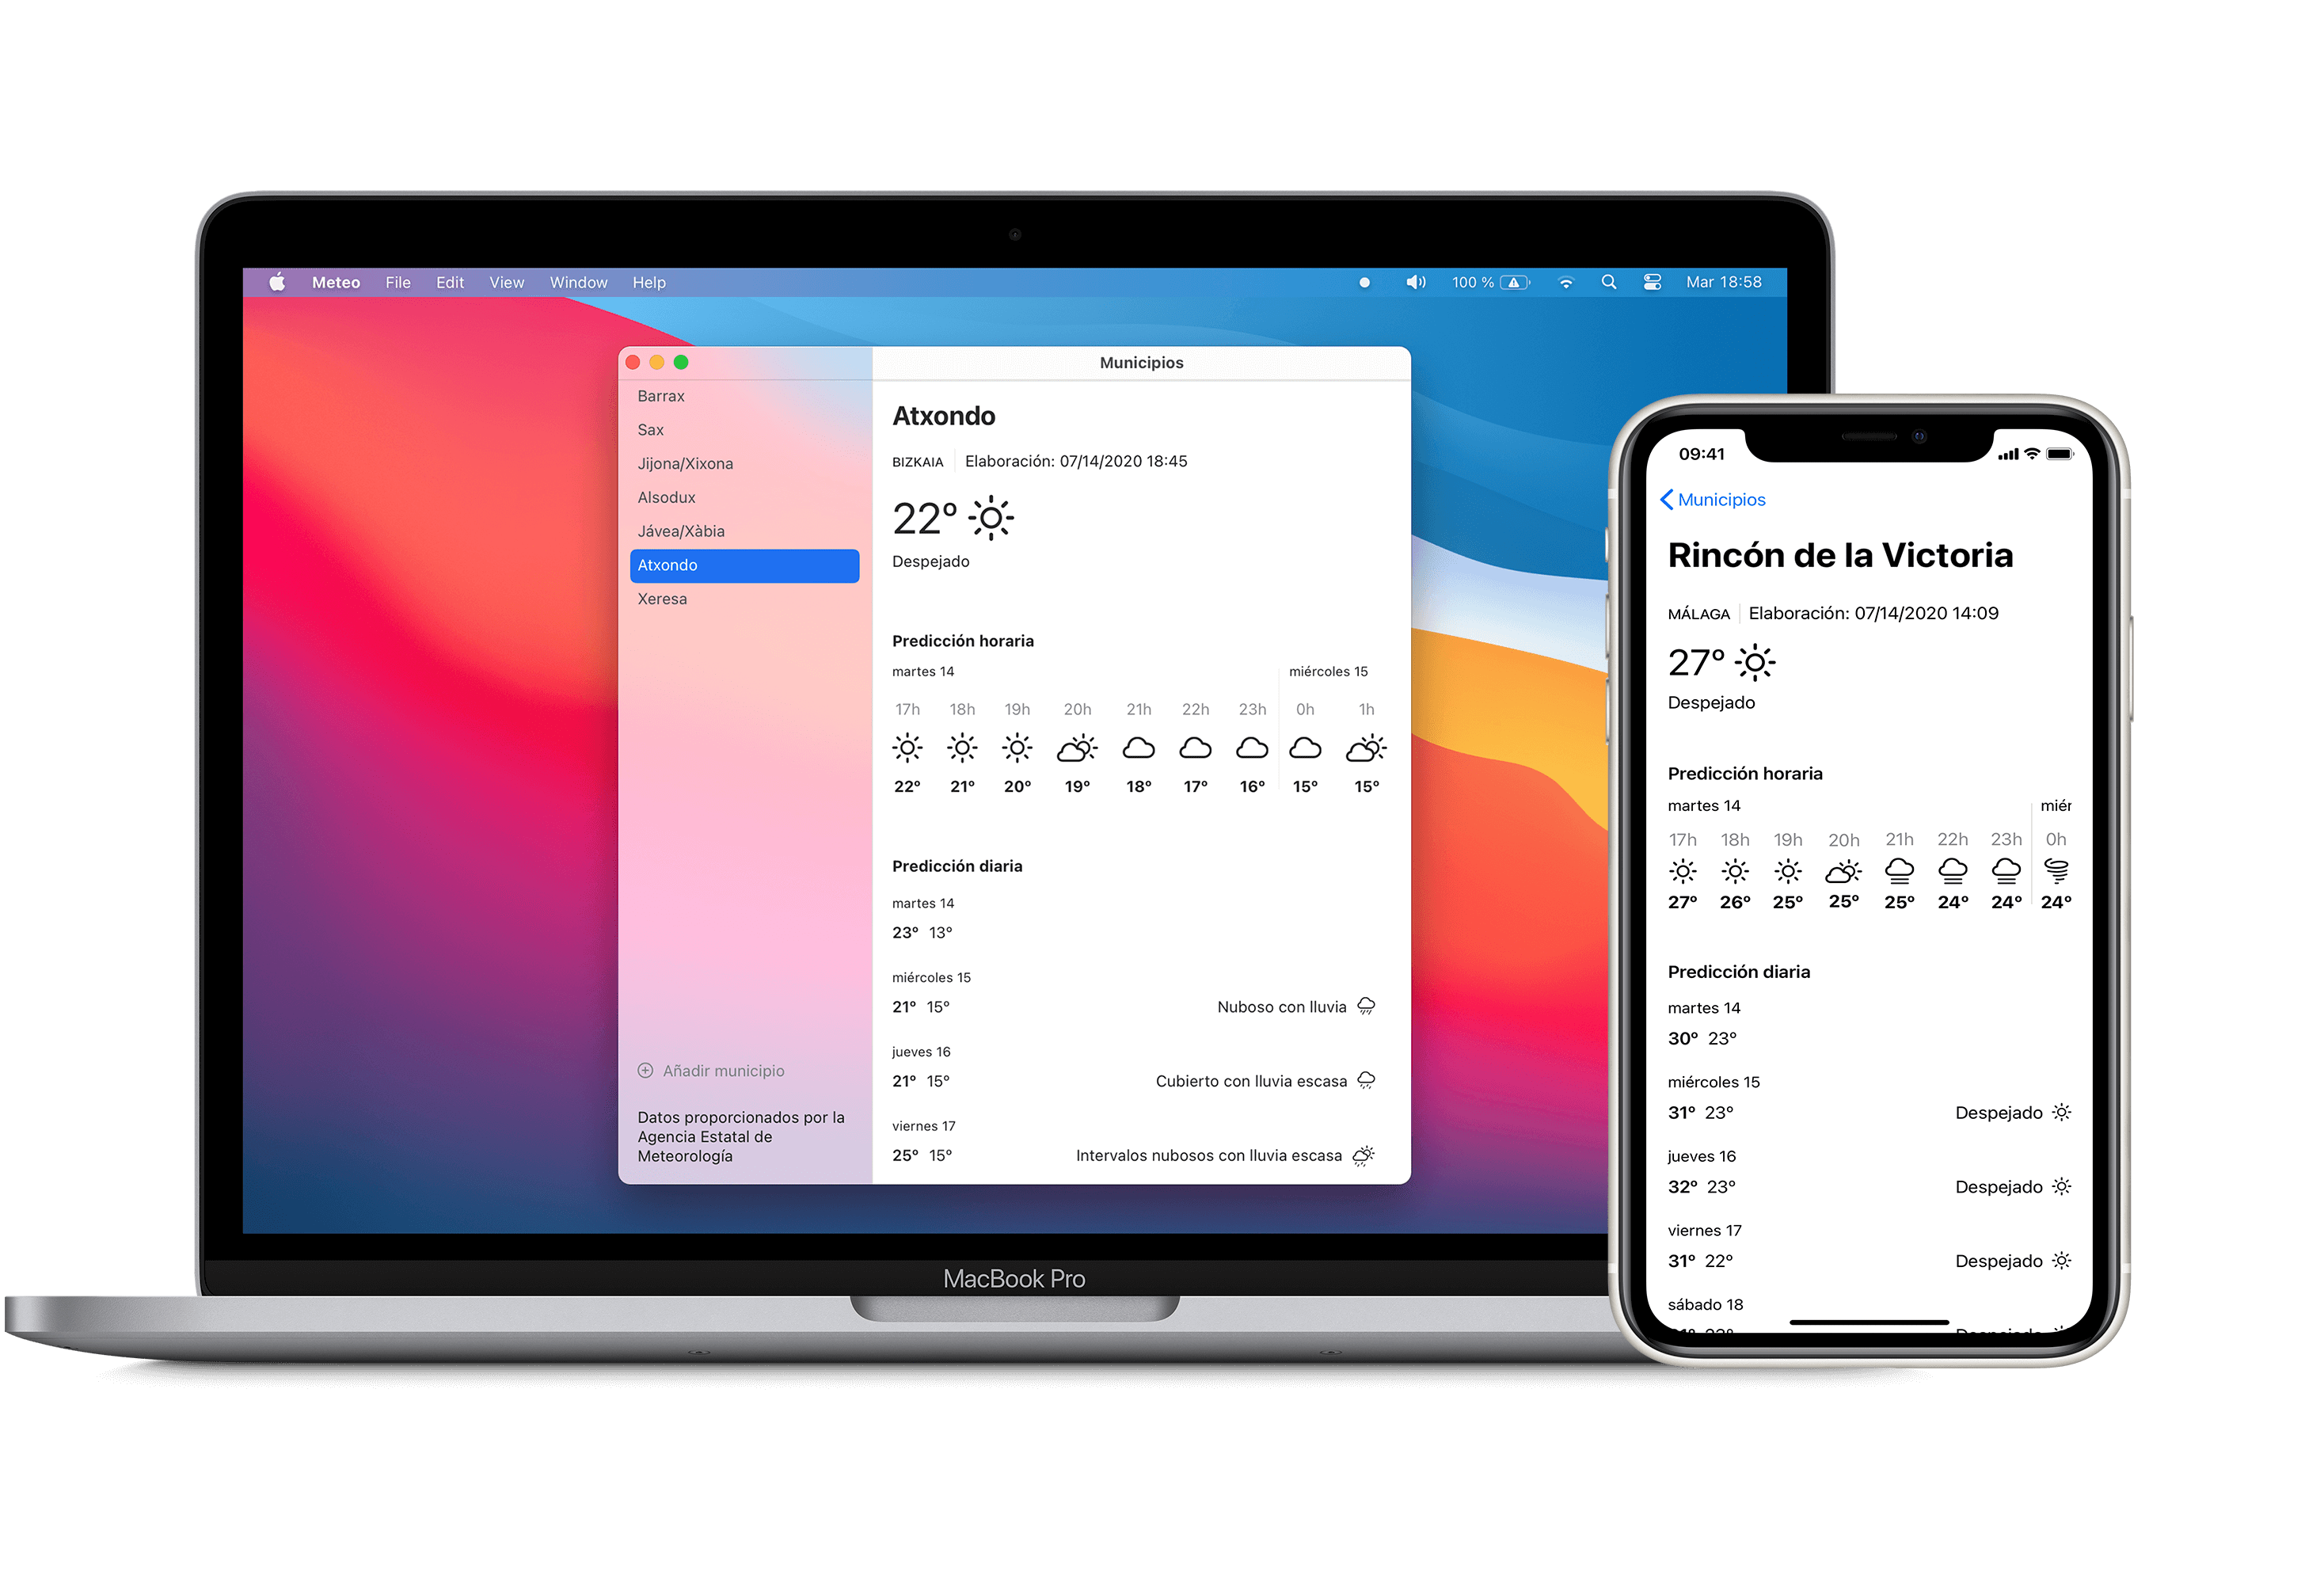 Meteo File Edit View Window Help
100 % Mar 18:58
Municipios
Barrax
Sax
Jijona/Xixona
Alsodux
Jávea/Xàbia
Atxondo
Xeresa
Añadir municipio
Datos proporcionados por la
Agencia Estatal de
Meteorología
Atxondo
BIZKAIA Elaboración: 07/14/2020 18:45
22°
Despejado
Predicción horaria
martes 14 miércoles 15
17h 18h 19h 20h 21h 22h 23h 0h 1h
22° 21° 20° 19° 18° 17° 16° 15° 15°
Predicción diaria
martes 14
23° 13°
miércoles 15
21° 15° Nuboso con lluvia
jueves 16
21° 15° Cubierto con lluvia escasa
viernes 17
25° 15° Intervalos nubosos con lluvia escasa
MacBook Pro
09:41
Municipios
Rincón de la Victoria
MÁLAGA Elaboración: 07/14/2020 14:09
27°
Despejado
Predicción horaria
martes 14 miér
17h 18h 19h 20h 21h 22h 23h 0h
27° 26° 25° 25° 25° 24° 24° 24°
Predicción diaria
martes 14
30° 23°
miércoles 15
31° 23° Despejado
jueves 16
32° 23° Despejado
viernes 17
31° 22° Despejado
sábado 18